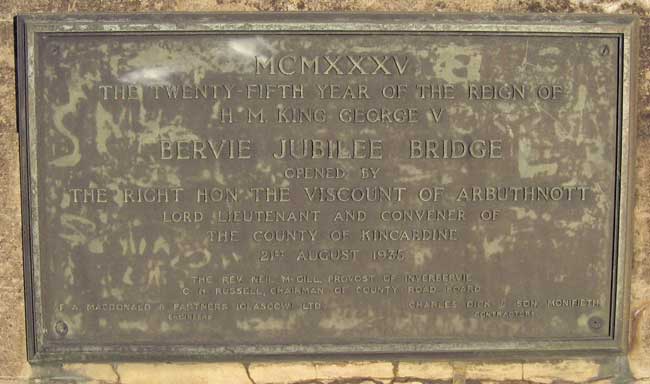 MCMXXXV
THE TWENTY-FIFTH YEAR OF THE REIGN OF
H. M. KING GEORGE V
BERVIE JUBILEE BRIDGE
OPENED BY
THE RIGHT HON THE VISCOUNT OF ARBUTHNOTT
LORD LIEUTENANT AND CONVENER OF
THE COUNTY OF KINCARDINE
21ST AUGUST 1935
THE REV. NEIL McGILL, PROVOST OF INVERBERVIE
RUSSELL, CHAIRMAN OF COUNTY ROAD BOARD
F. A. MACDONALD & PARTNERS (GLASGOW) LTD. CHARLES DICK & SON, MONIFIETH
ENGINEERS CONTRACTORS